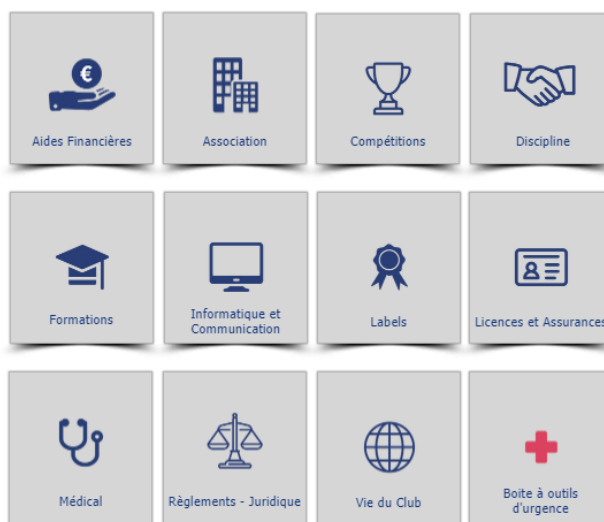 Aides Financières
Association
Compétitions
Discipline
Formations
Informatique et
Communication
Labels
Licences et Assurances
Médical
Règlements - Juridique
Vie du Club
Boite à outils
d'urgence